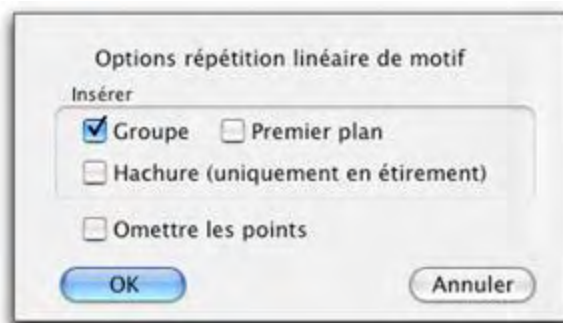 Options répétition linéaire de motif
Insérer
Groupe Premier plan
Hachure (uniquement en étirement)
Omettre les points
OK Annuler